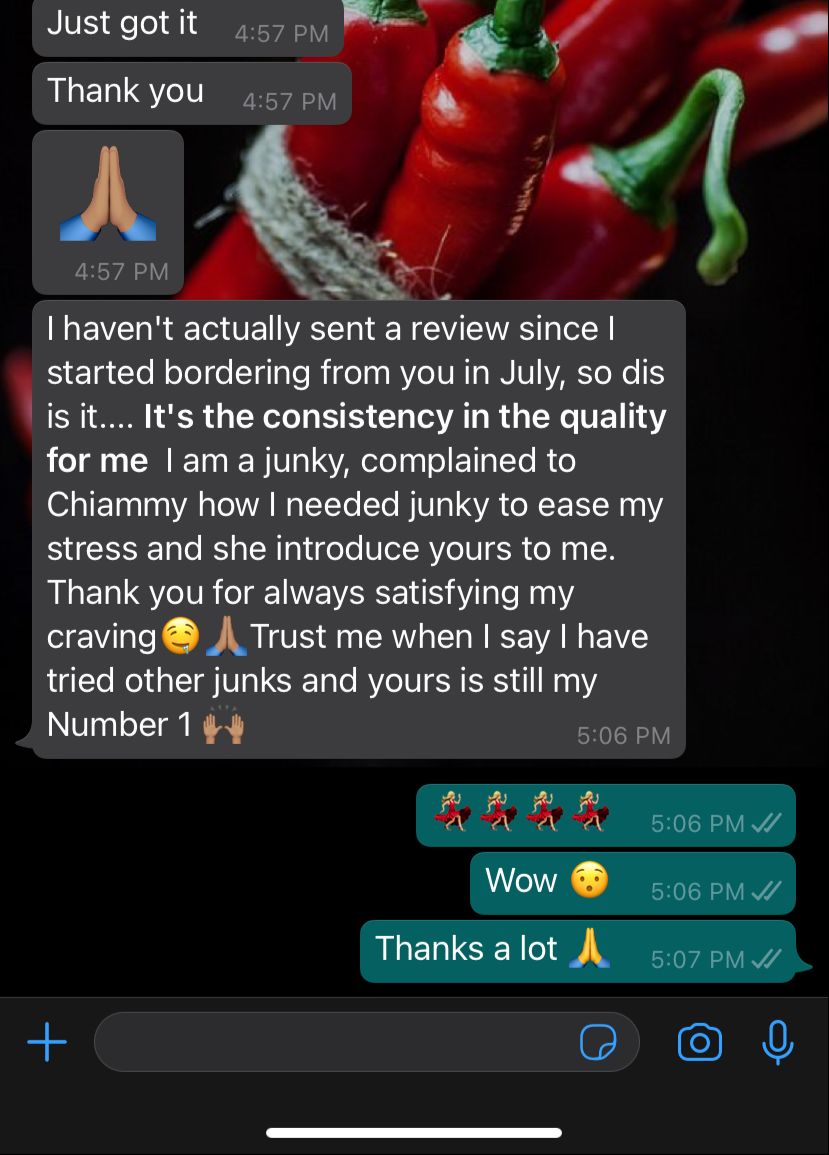 Just got it 4:57 PM
Thank you 4:57 PM
🙏🏽
4:57 PM
I haven't actually sent a review since I
started bordering from you in July, so dis
is it.... It's the consistency in the quality
for me I am a junky, complained to
Chiammy how I needed junky to ease my
stress and she introduce yours to me.
Thank you for always satisfying my
craving🤤🙏🏽Trust me when I say I have
tried other junks and yours is still my
Number 1 🙌🏽 5:06 PM
💃🏼💃🏼💃🏼💃🏼 5:06 PM
Wow 😯 5:06 PM
Thanks a lot 🙏 5:07 PM